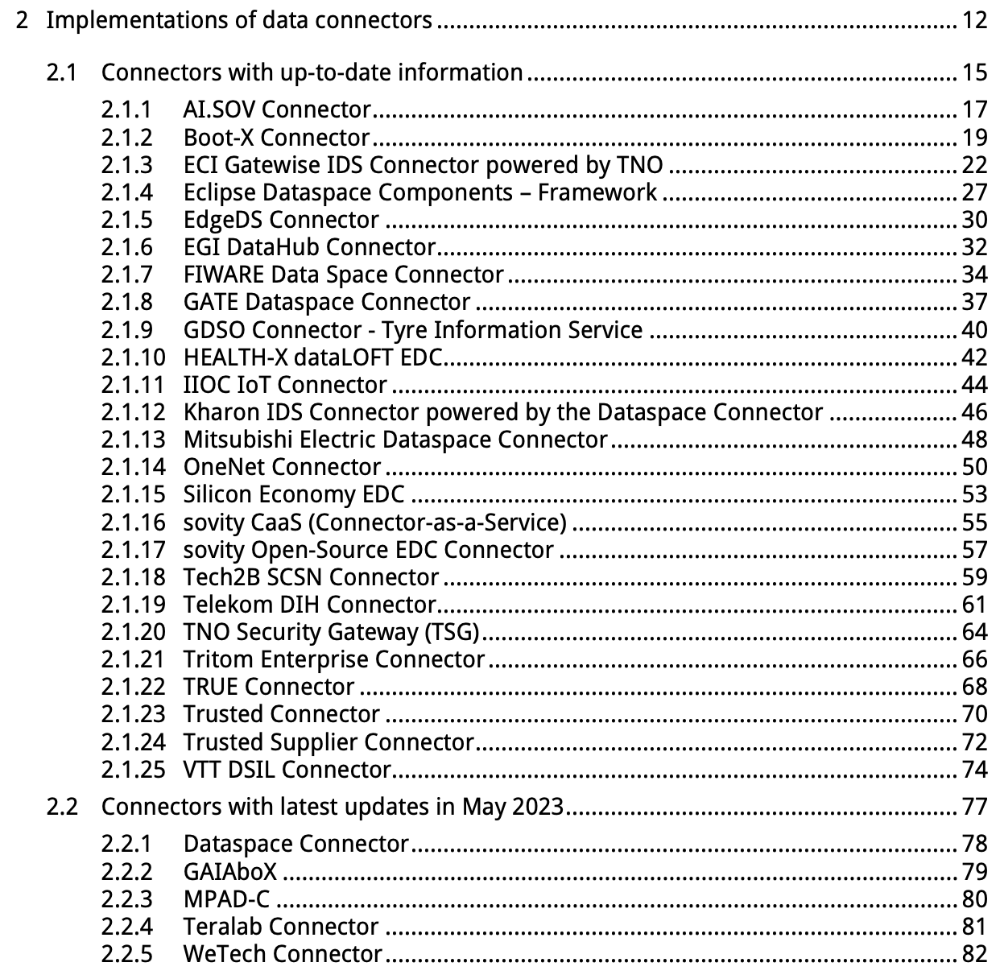 2 Implementations of data connectors 12
2.1 Connectors with up-to-date information 15
2.1.1 AI.SOV Connector 17
2.1.2 Boot-X Connector 19
2.1.3 ECI Gatewise IDS Connector powered by TNO 22
2.1.4 Eclipse Dataspace Components – Framework 27
2.1.5 EdgeDS Connector 30
2.1.6 EGI DataHub Connector 32
2.1.7 FIWARE Data Space Connector 34
2.1.8 GATE Dataspace Connector 37
2.1.9 GDSO Connector - Tyre Information Service 40
2.1.10 HEALTH-X dataLOFT EDC 42
2.1.11 IIOC IoT Connector 44
2.1.12 Kharon IDS Connector powered by the Dataspace Connector 46
2.1.13 Mitsubishi Electric Dataspace Connector 48
2.1.14 OneNet Connector 50
2.1.15 Silicon Economy EDC 53
2.1.16 sovity CaaS (Connector-as-a-Service) 55
2.1.17 sovity Open-Source EDC Connector 57
2.1.18 Tech2B SCSN Connector 59
2.1.19 Telekom DIH Connector 61
2.1.20 TNO Security Gateway (TSG) 64
2.1.21 Tritom Enterprise Connector 66
2.1.22 TRUE Connector 68
2.1.23 Trusted Connector 70
2.1.24 Trusted Supplier Connector 72
2.1.25 VTT DSIL Connector 74
2.2 Connectors with latest updates in May 2023 77
2.2.1 Dataspace Connector 78
2.2.2 GAIAboX 79
2.2.3 MPAD-C 80
2.2.4 Teralab Connector 81
2.2.5 WeTech Connector 82